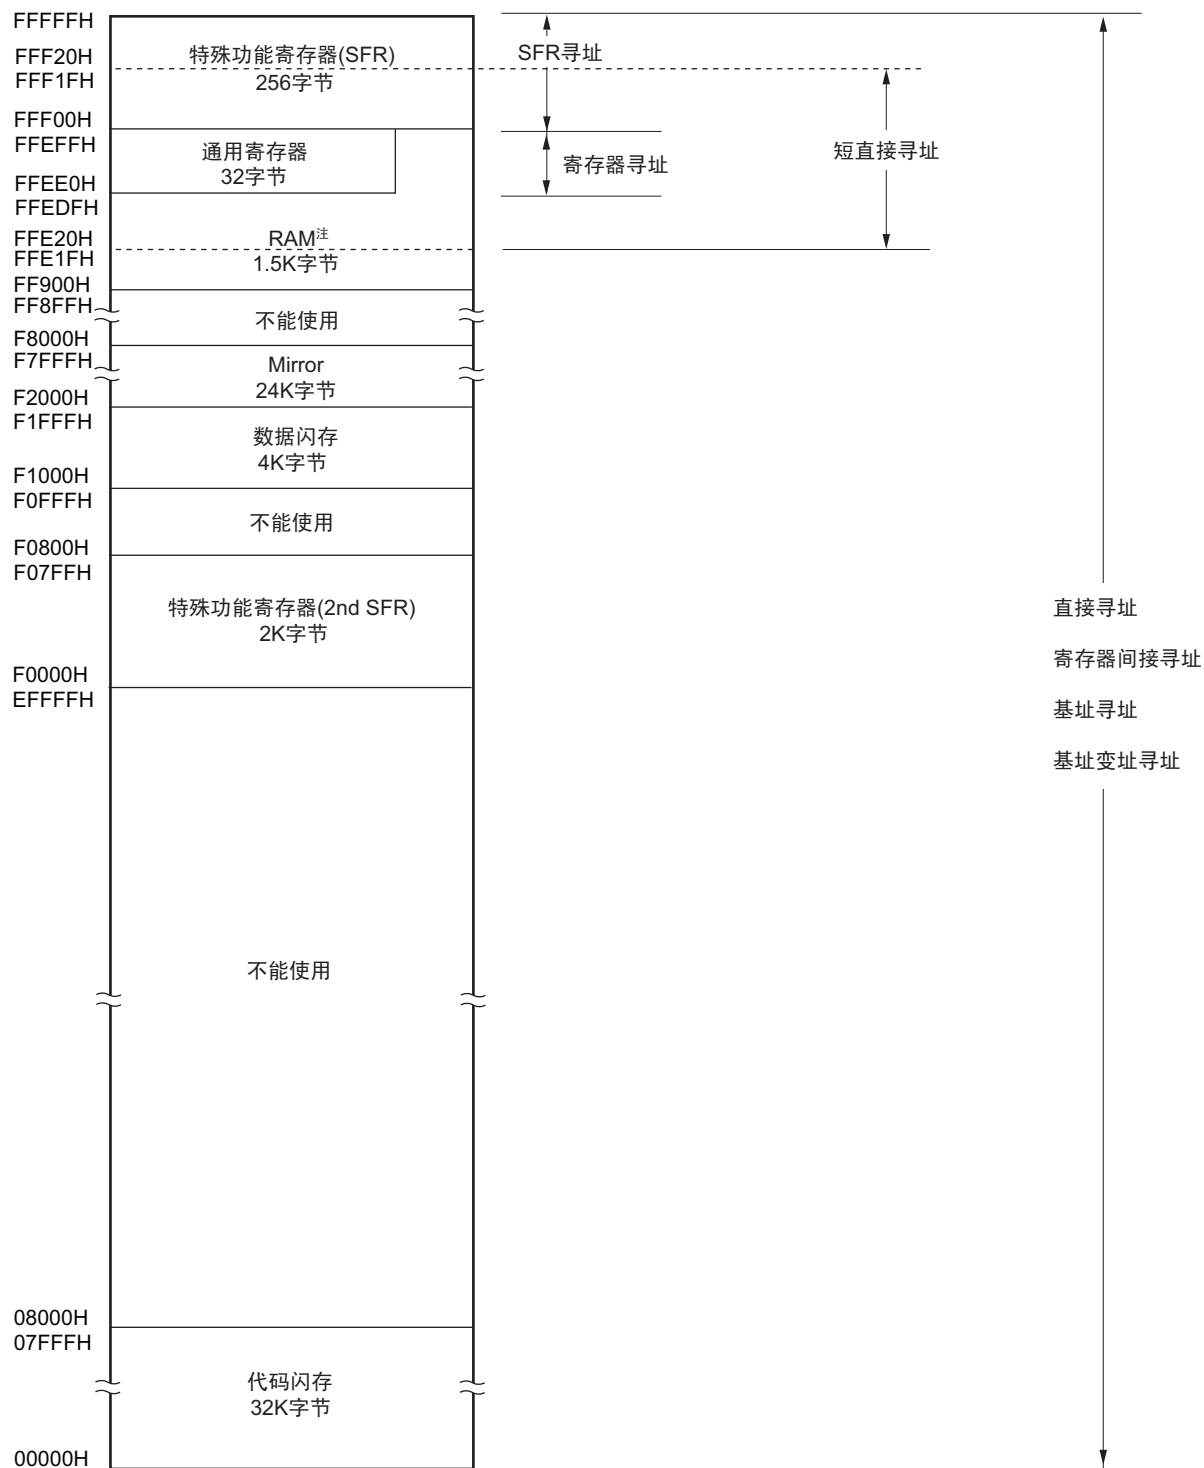 FFFFFH
特殊功能寄存器(SFR)
256字节
SFR寻址
FFF20H
FFF1FH
FFF00H
FFEFFH
通用寄存器
32字节
寄存器寻址
短直接寻址
FFEE0H
FFEDFH
FFE20H
FFE1FH
RAM注
1.5K字节
FF900H
FF8FFH
不能使用
F8000H
F7FFFH
Mirror
24K字节
F2000H
F1FFFH
数据闪存
4K字节
F1000H
F0FFFH
不能使用
F0800H
F07FFH
特殊功能寄存器(2nd SFR)
2K字节
直接寻址
寄存器间接寻址
基址寻址
基址变址寻址
F0000H
EFFFFH
不能使用
08000H
07FFFH
代码闪存
32K字节
00000H